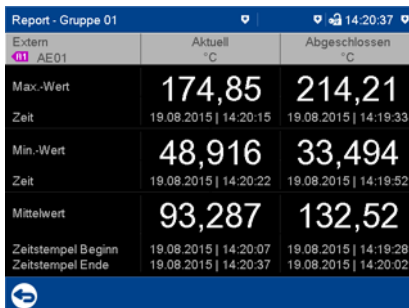 Report - Gruppe 01 14:20:37
Extern Aktuell Abgeschlossen
AE01 °C °C
Max.-Wert 174,85 214,21
Zeit 19.08.2015 | 14:20:15 19.08.2015 | 14:19:33
Min.-Wert 48,916 33,494
Zeit 19.08.2015 | 14:20:22 19.08.2015 | 14:19:52
Mittelwert 93,287 132,52
Zeitstempel Beginn 19.08.2015 | 14:20:07 19.08.2015 | 14:19:28
Zeitstempel Ende 19.08.2015 | 14:20:37 19.08.2015 | 14:20:02